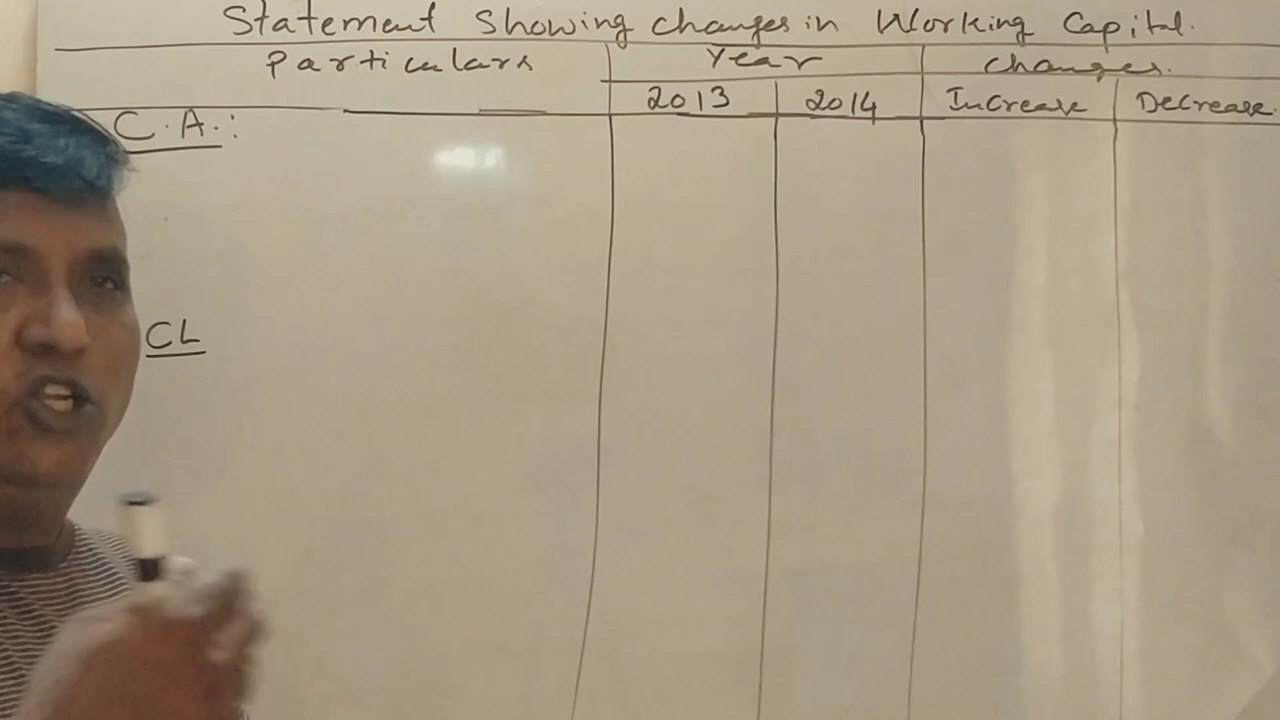 Statement Showing Changes in Working Capital.
Particulars Year Changes.
2013 2014 Increase Decrease.
C.A.:
CL